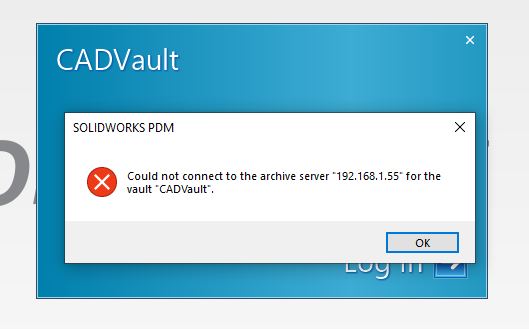 CADVault
SOLIDWORKS PDM
Could not connect to the archive server "192.168.1.55" for the
vault "CADVault".
OK
Log In